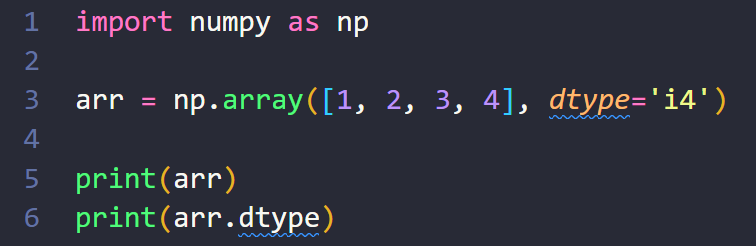 1 import numpy as np
2
3 arr = np.array([1, 2, 3, 4], dtype='i4')
4
5 print(arr)
6 print(arr.dtype)